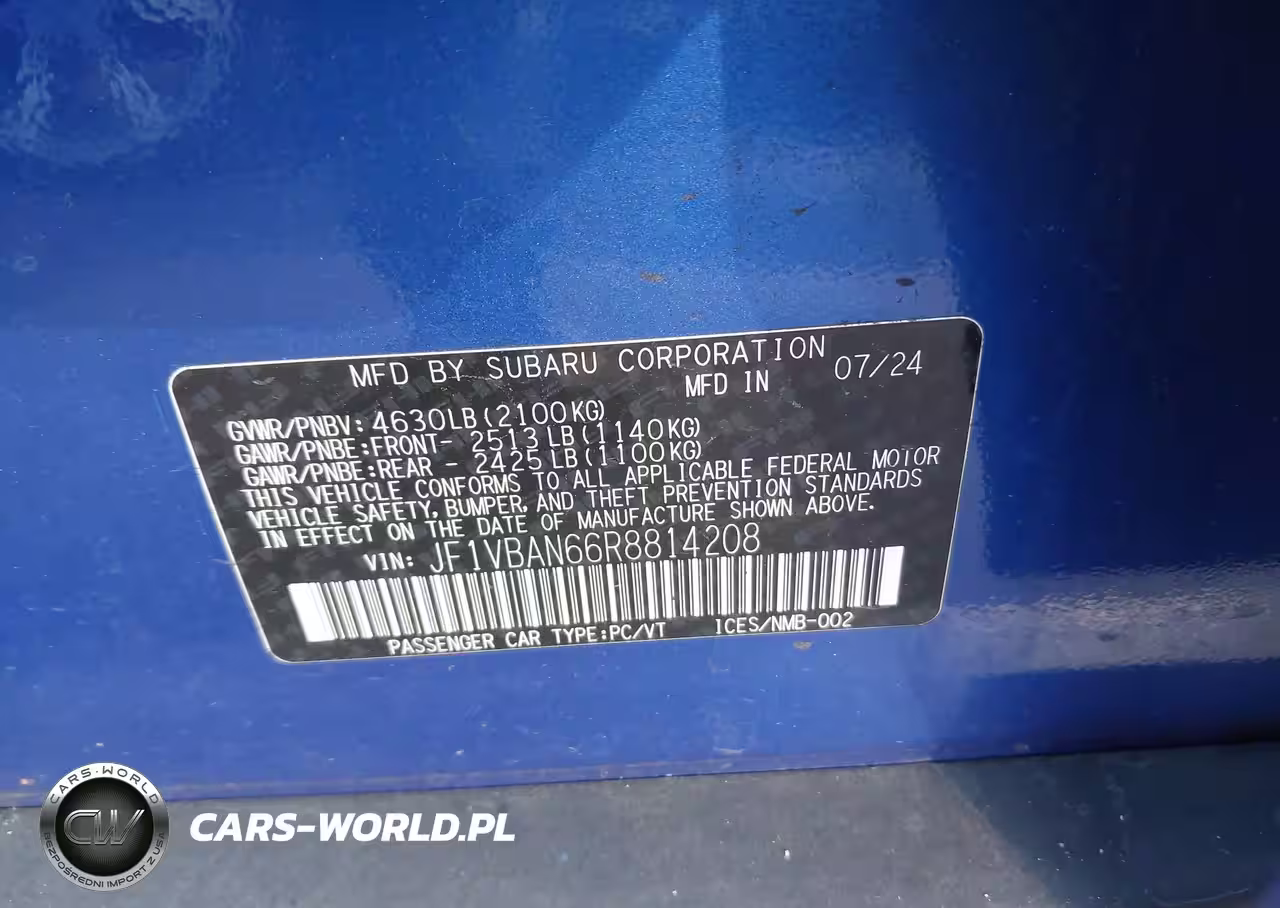 MFD BY SUBARU CORPORATION
MFD IN 07/24
GVWR/PNBV: 4630LB(2100KG)
GAWR/PNBE:FRONT- 2513LB(1140KG)
GAWR/PNBE:REAR - 2425LB(1100KG)
THIS VEHICLE CONFORMS TO ALL APPLICABLE FEDERAL MOTOR
VEHICLE SAFETY, BUMPER, AND THEFT PREVENTION STANDARDS
IN EFFECT ON THE DATE OF MANUFACTURE SHOWN ABOVE.
VIN: JF1VBAN66R8814208
PASSENGER CAR TYPE:PC/VT ICES/NMB-002
CARS-WORLD
CW
BEZPOŚREDNI IMPORT Z USA
CARS-WORLD.PL